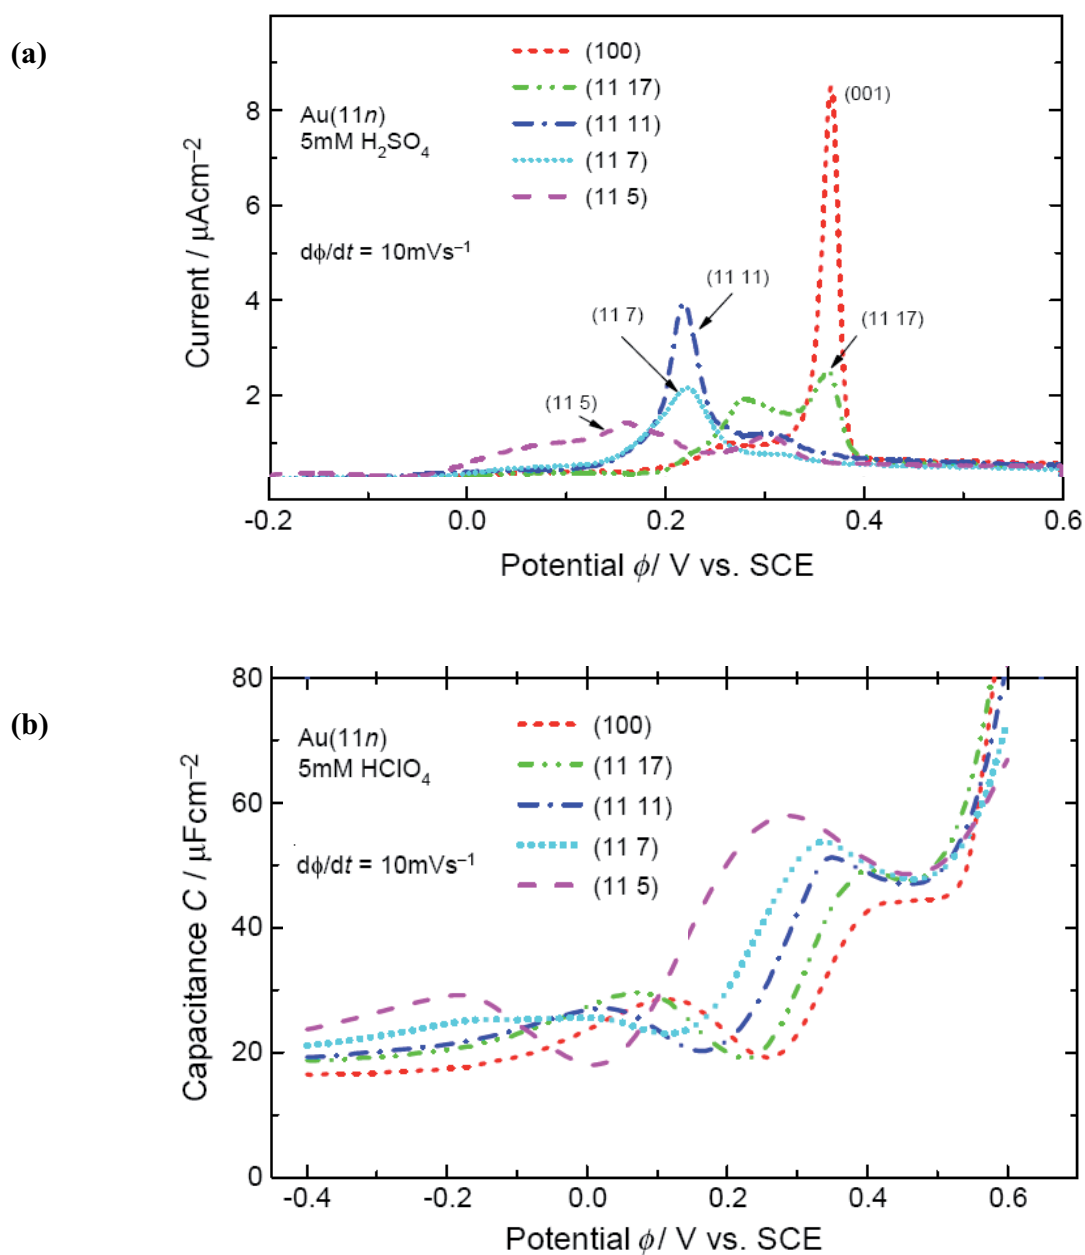 (a)
Au(11n)
5mM H₂SO₄
dϕ/dt = 10mVs⁻¹
(100)
(11 17)
(11 11)
(11 7)
(11 5)
(001)
(11 11)
(11 7)
(11 17)
(11 5)
8
6
4
2
Current / μAcm⁻²
-0.2 0.0 0.2 0.4 0.6
Potential ϕ/ V vs. SCE
(b)
Au(11n)
5mM HClO₄
dϕ/dt = 10mVs⁻¹
(100)
(11 17)
(11 11)
(11 7)
(11 5)
80
60
40
20
0
Capacitance C / μFcm⁻²
-0.4 -0.2 0.0 0.2 0.4 0.6
Potential ϕ/ V vs. SCE